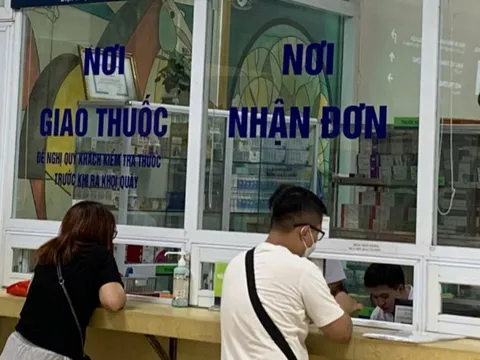 NƠI
GIAO THUỐC
ĐỀ NGHỊ QUÝ KHÁCH KIỂM TRA THUỐC
TRƯỚC KHI RA KHỎI QUẦY
NƠI
NHẬN ĐƠN